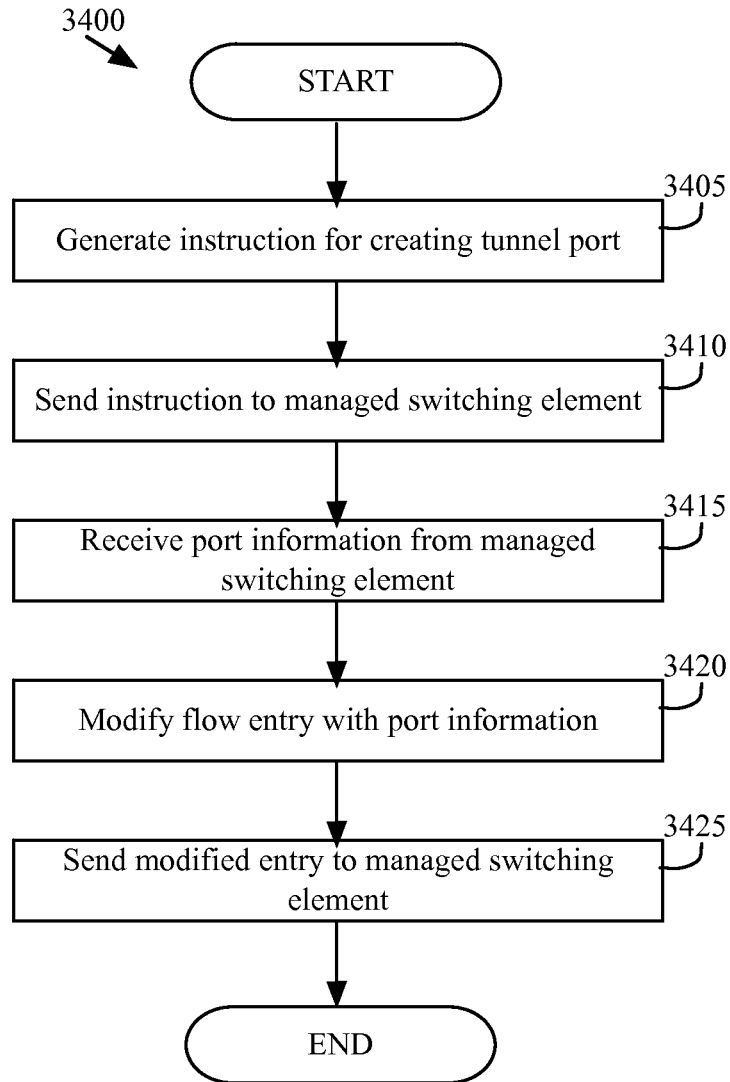 3400
START
3405
Generate instruction for creating tunnel port
3410
Send instruction to managed switching element
3415
Receive port information from managed
switching element
3420
Modify flow entry with port information
3425
Send modified entry to managed switching
element
END